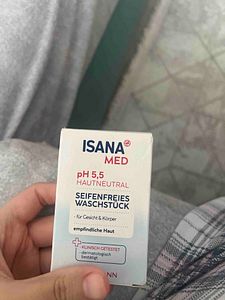 ISANA
MED
pH 5,5
HAUTNEUTRAL
SEIFENFREIES
WASCHSTÜCK
· für Gesicht & Körper
empfindliche Haut
KLINISCH GETESTET
· dermatologisch
bestätigt